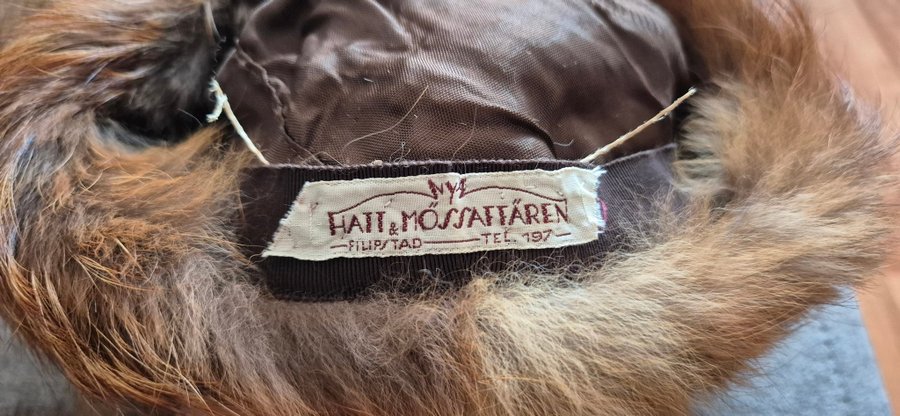 NYA
HATT & MÖSSAFFÄREN
FILIPSTAD TEL. 197